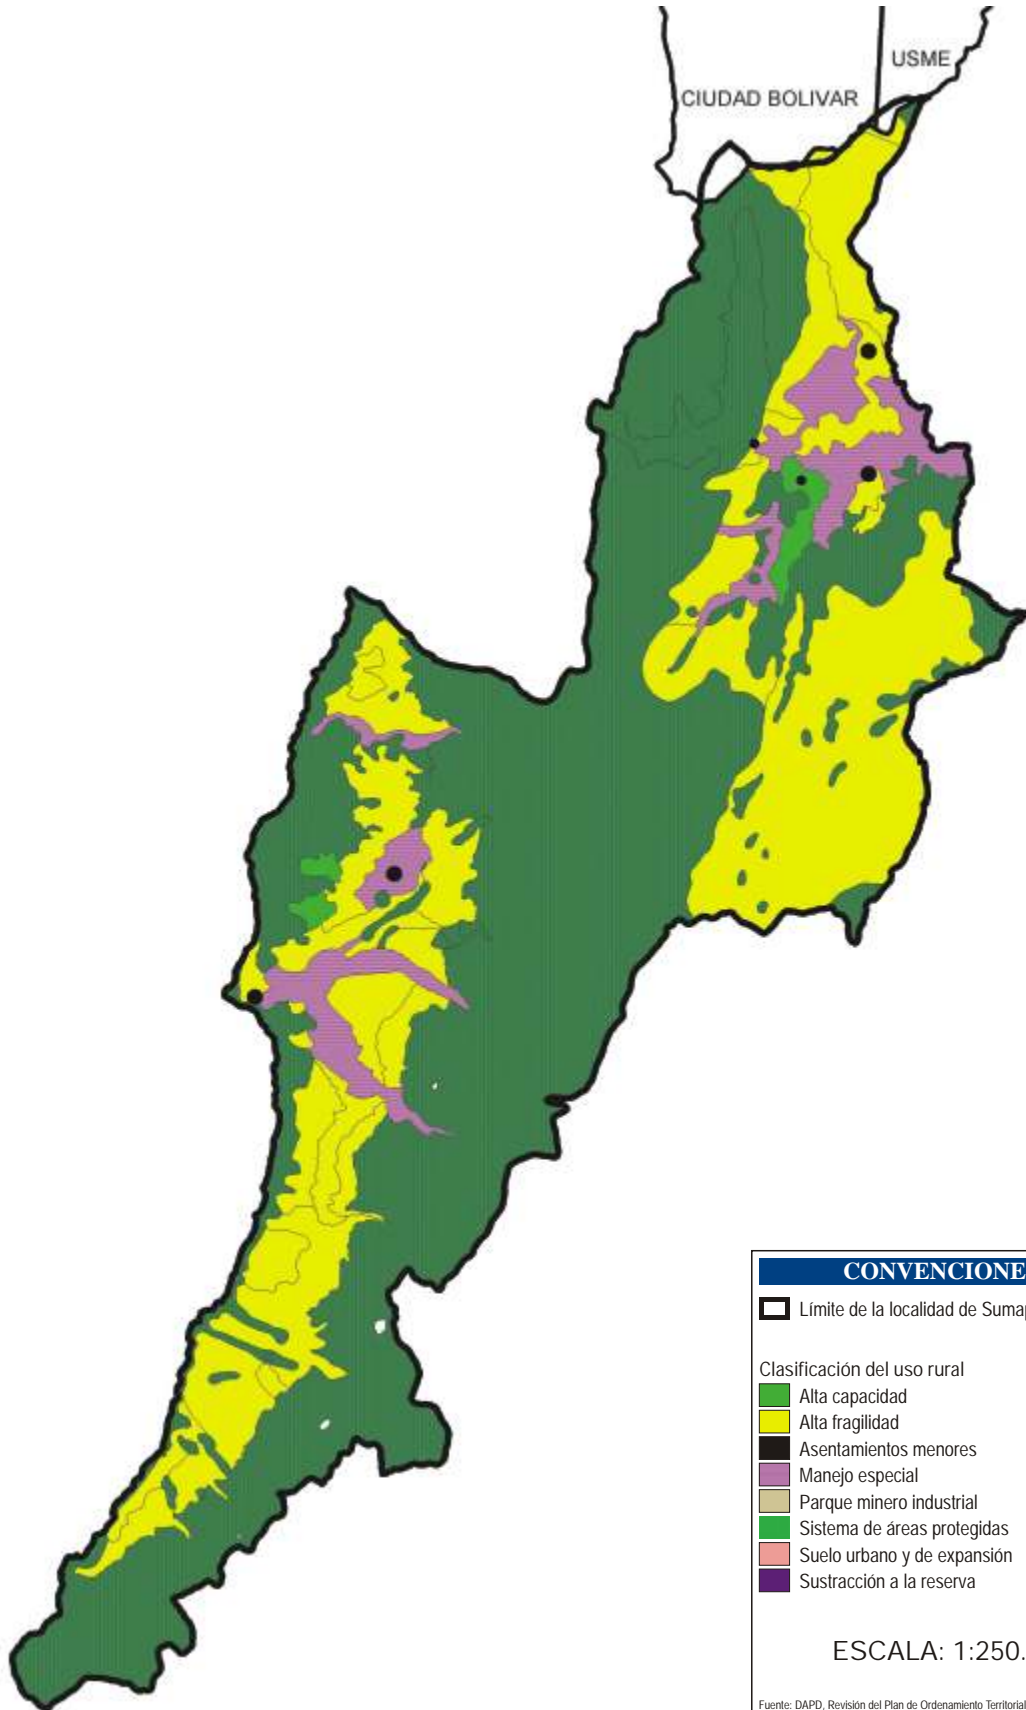 USME
CIUDAD BOLIVAR
CONVENCIONE
Límite de la localidad de Sumap
Clasificación del uso rural
Alta capacidad
Alta fragilidad
Asentamientos menores
Manejo especial
Parque minero industrial
Sistema de áreas protegidas
Suelo urbano y de expansión
Sustracción a la reserva
ESCALA: 1:250.
Fuente: DAPD, Revisión del Plan de Ordenamiento Territorial